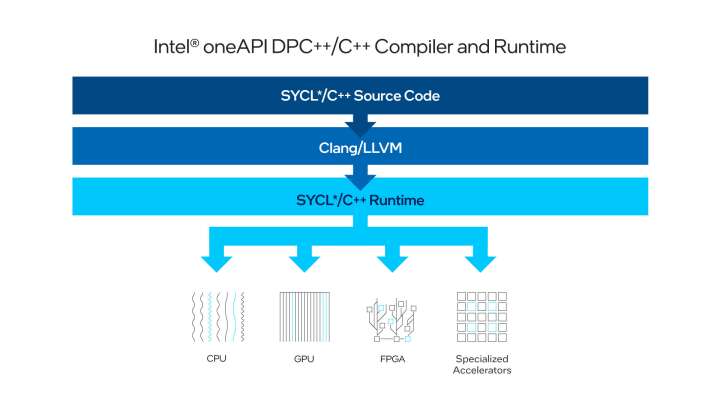 Intel® oneAPI DPC++/C++ Compiler and Runtime
SYCL*/C++ Source Code
Clang/LLVM
SYCL*/C++ Runtime
CPU
GPU
FPGA
Specialized
Accelerators